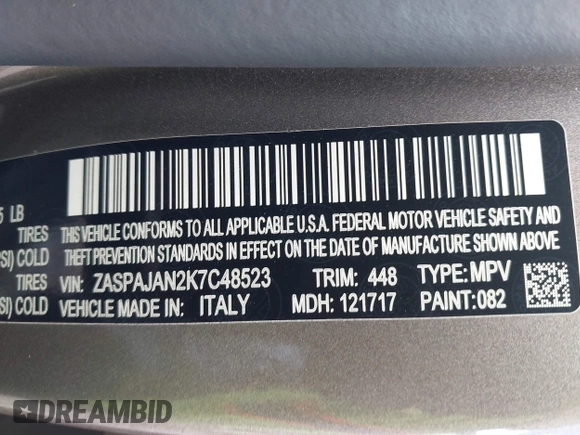 5 LB
TIRES
SI) COLD
TIRES
SI) COLD
THIS VEHICLE CONFORMS TO ALL APPLICABLE U.S.A. FEDERAL MOTOR VEHICLE SAFETY AND
THEFT PREVENTION STANDARDS IN EFFECT ON THE DATE OF MANUFACTURE SHOWN ABOVE
VIN: ZASPAJAN2K7C48523 TRIM: 448 TYPE: MPV
VEHICLE MADE IN: ITALY MDH: 121717 PAINT: 082
DREAMBID